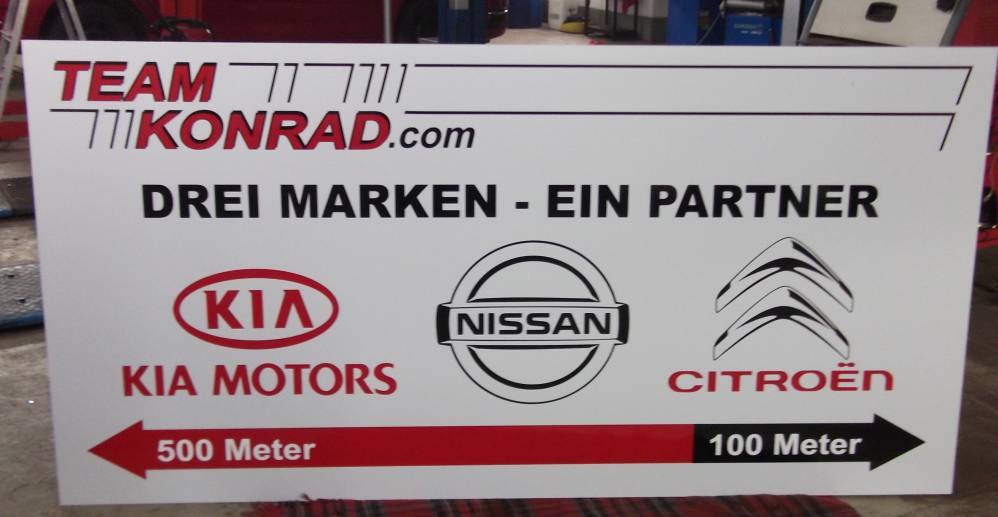 TEAM
KONRAD.com
DREI MARKEN - EIN PARTNER
KIA
KIA MOTORS
NISSAN
CITROËN
500 Meter
100 Meter